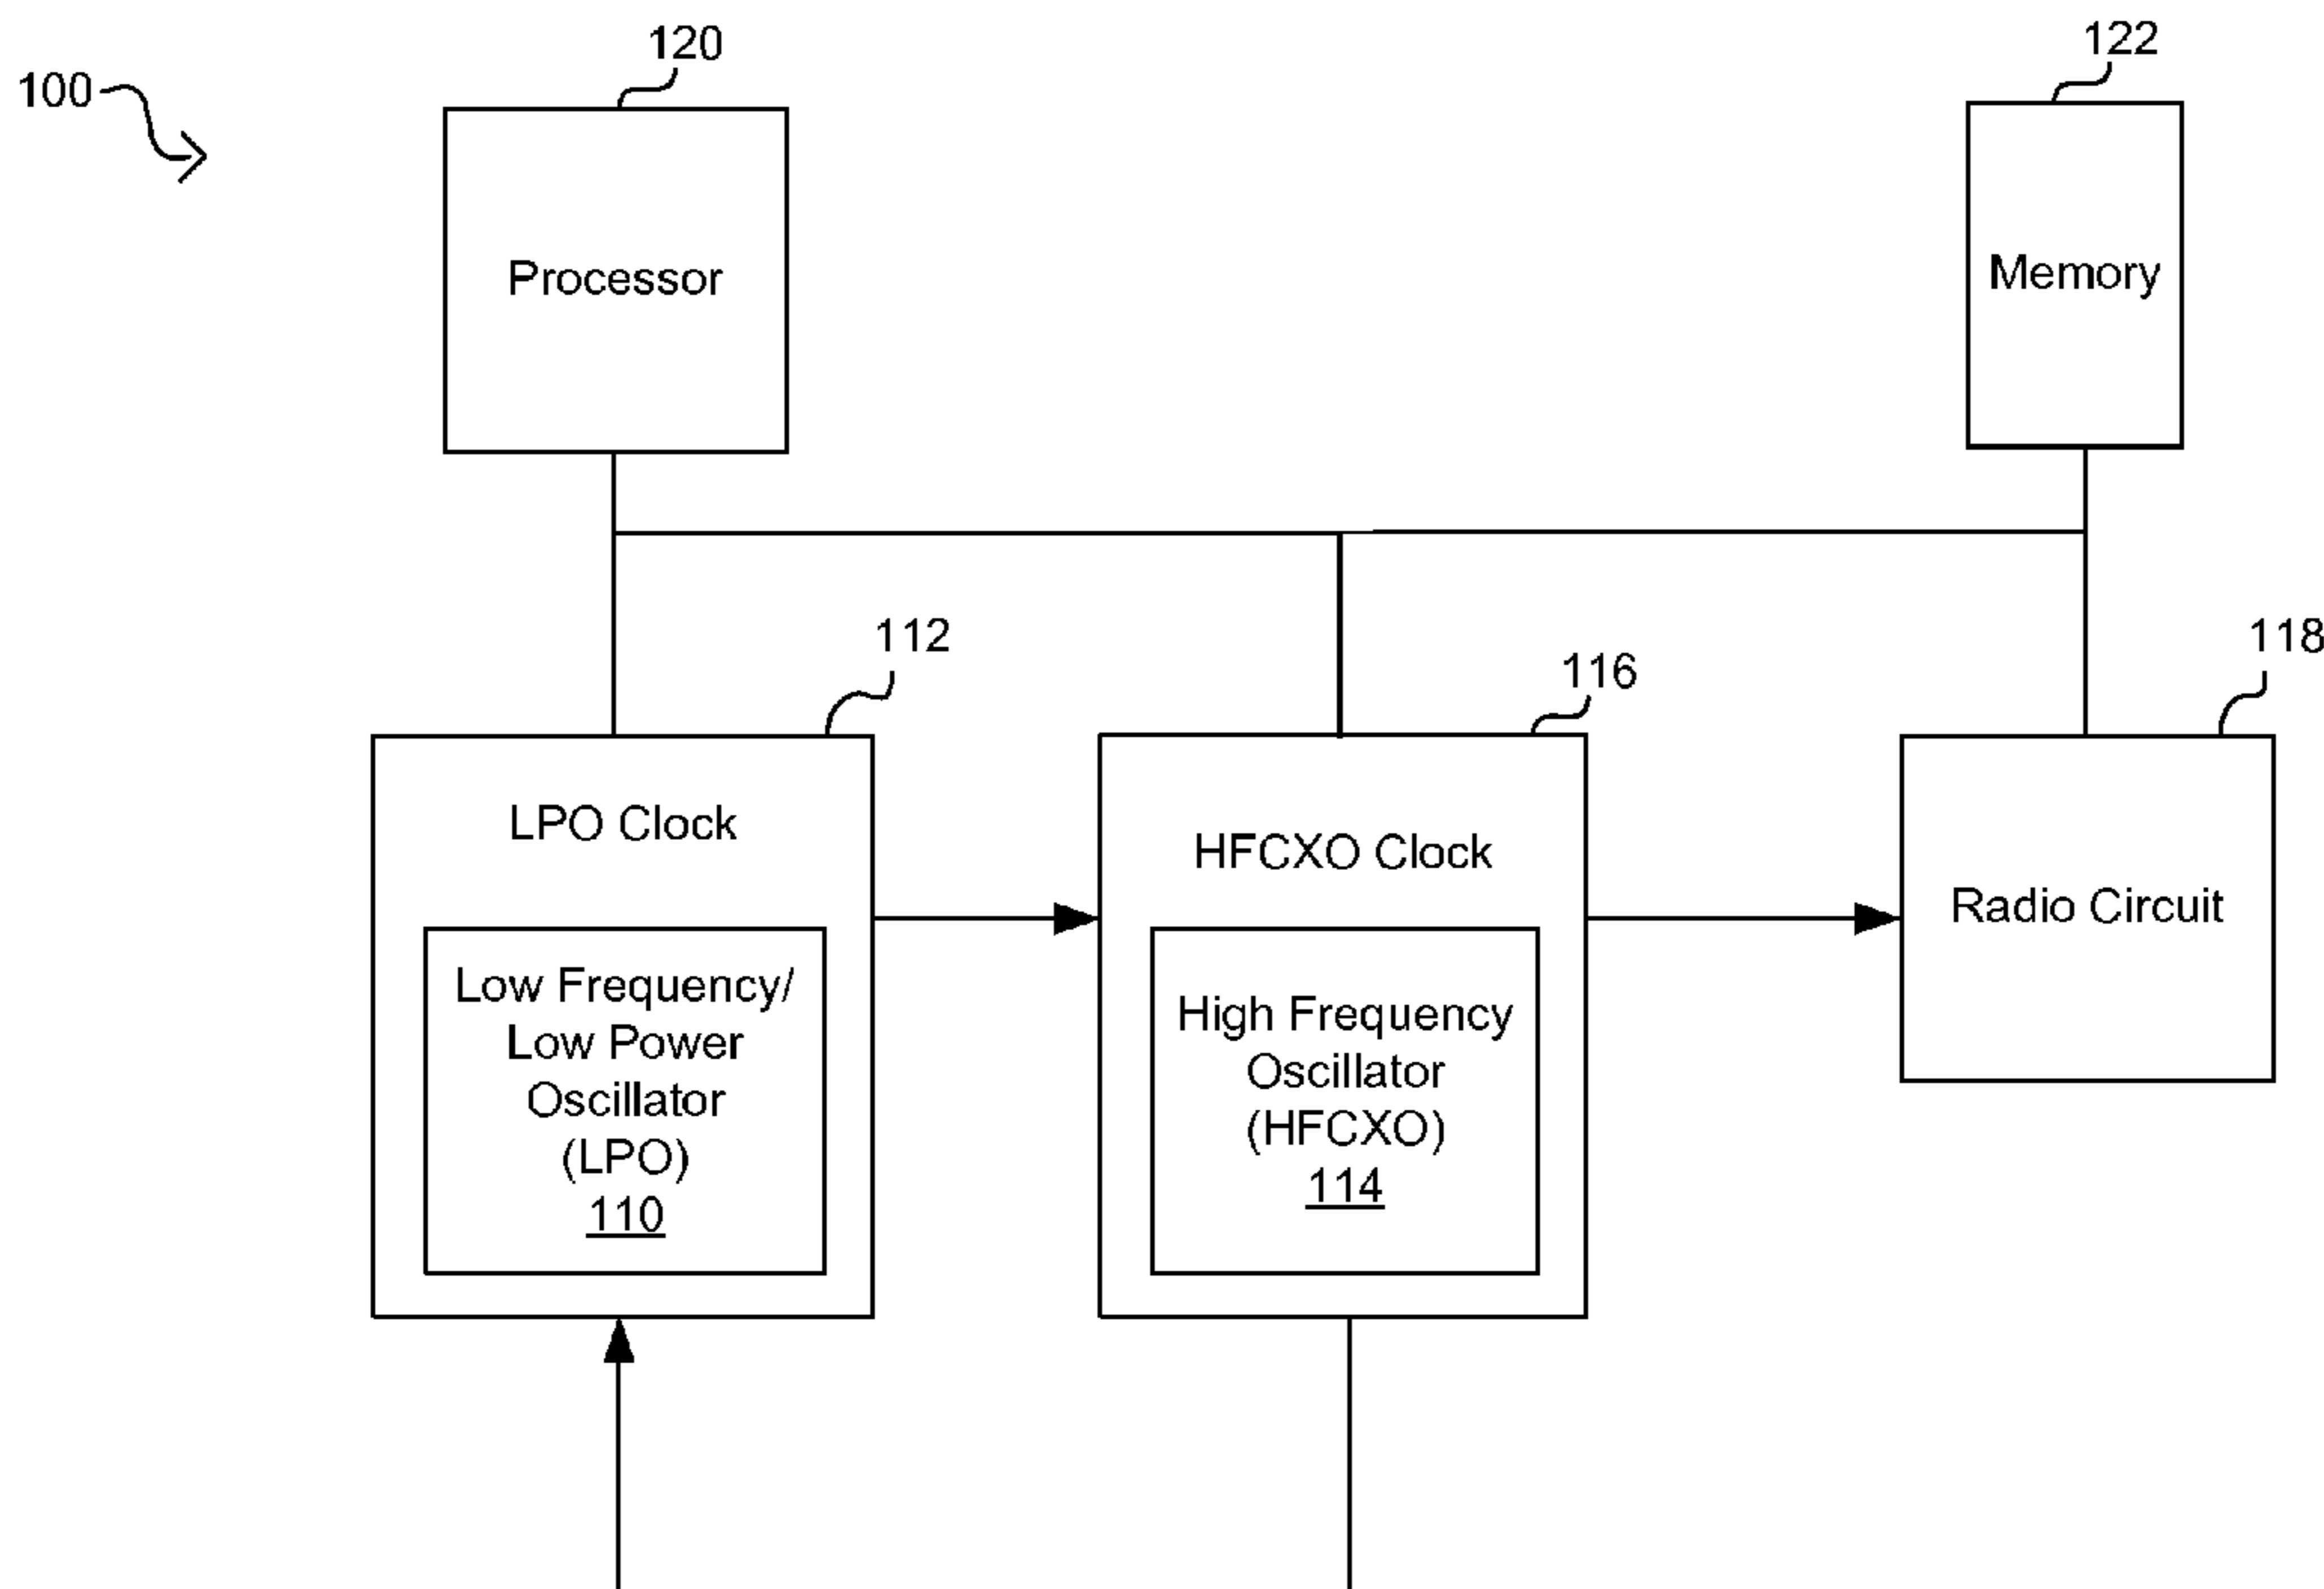 120
122
100
Processor
Memory
112
116
118
LPO Clock
HFCXO Clock
Radio Circuit
Low Frequency/
Low Power
Oscillator
(LPO)
110
High Frequency
Oscillator
(HFCXO)
114